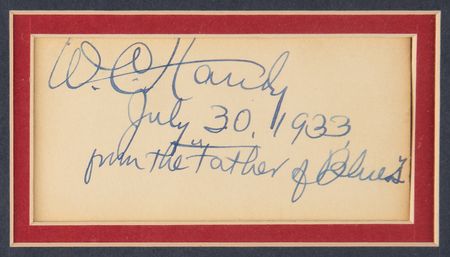 W.C. Handy
July 30, 1933
from the Father of Blues